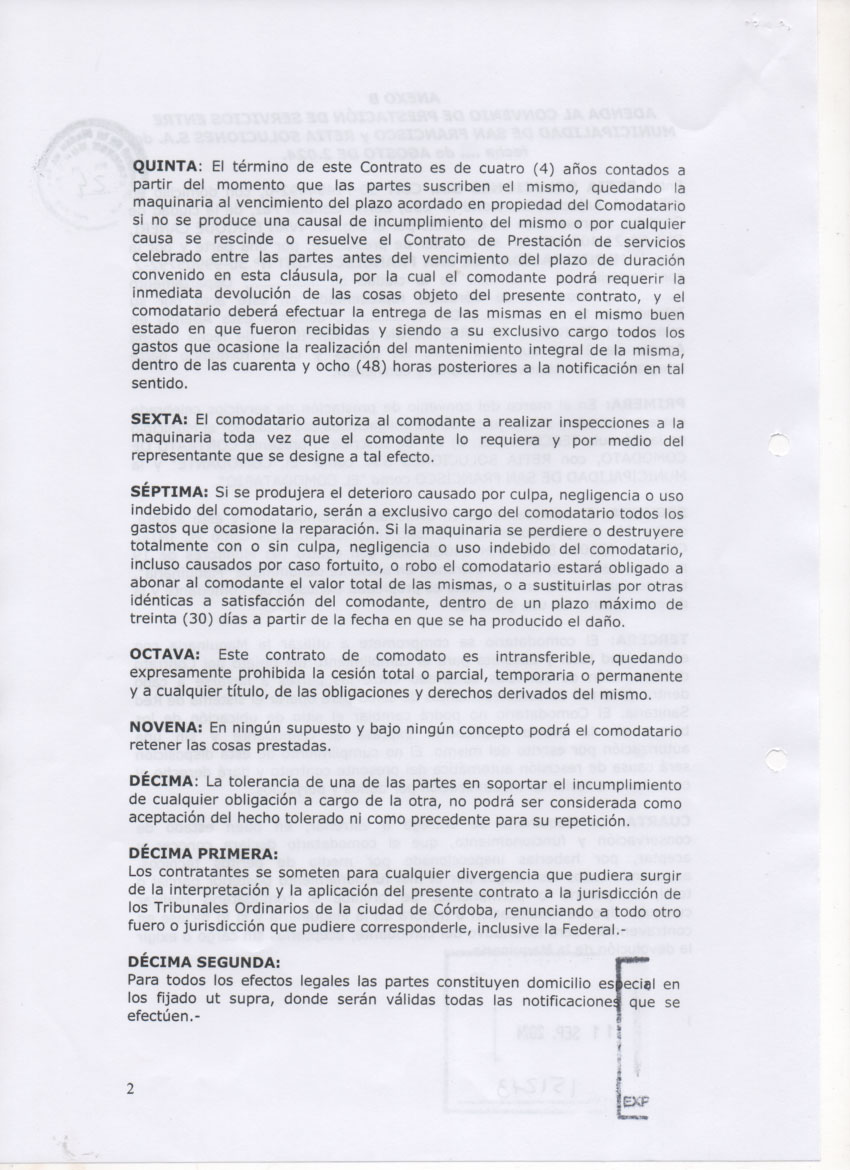 QUINTA: El término de este Contrato es de cuatro (4) años contados a
partir del momento que las partes suscriben el mismo, quedando la
maquinaria al vencimiento del plazo acordado en propiedad del Comodatario
si no se produce una causal de incumplimiento del mismo o por cualquier
causa se rescinde o resuelve el Contrato de Prestación de servicios
celebrado entre las partes antes del vencimiento del plazo de duración
convenido en esta cláusula, por la cual el comodante podrá requerir la
inmediata devolución de las cosas objeto del presente contrato, y el
comodatario deberá efectuar la entrega de las mismas en el mismo buen
estado en que fueron recibidas y siendo a su exclusivo cargo todos los
gastos que ocasione la realización del mantenimiento integral de la misma,
dentro de las cuarenta y ocho (48) horas posteriores a la notificación en tal
sentido.
SEXTA: El comodatario autoriza al comodante a realizar inspecciones a la
maquinaria toda vez que el comodante lo requiera y por medio del
representante que se designe a tal efecto.
SÉPTIMA: Si se produjera el deterioro causado por culpa, negligencia o uso
indebido del comodatario, serán a exclusivo cargo del comodatario todos los
gastos que ocasione la reparación. Si la maquinaria se perdiere o destruyere
totalmente con o sin culpa, negligencia o uso indebido del comodatario,
incluso causados por caso fortuito, o robo el comodatario estará obligado a
abonar al comodante el valor total de las mismas, o a sustituirlas por otras
idénticas a satisfacción del comodante, dentro de un plazo máximo de
treinta (30) días a partir de la fecha en que se ha producido el daño.
OCTAVA: Este contrato de comodato es intransferible, quedando
expresamente prohibida la cesión total o parcial, temporaria o permanente
y a cualquier título, de las obligaciones y derechos derivados del mismo.
NOVENA: En ningún supuesto y bajo ningún concepto podrá el comodatario
retener las cosas prestadas.
DÉCIMA: La tolerancia de una de las partes en soportar el incumplimiento
de cualquier obligación a cargo de la otra, no podrá ser considerada como
aceptación del hecho tolerado ni como precedente para su repetición.
DÉCIMA PRIMERA:
Los contratantes se someten para cualquier divergencia que pudiera surgir
de la interpretación y la aplicación del presente contrato a la jurisdicción de
los Tribunales Ordinarios de la ciudad de Córdoba, renunciando a todo otro
fuero o jurisdicción que pudiere corresponderle, inclusive la Federal.-
DÉCIMA SEGUNDA:
Para todos los efectos legales las partes constituyen domicilio especial en
los fijado ut supra, donde serán válidas todas las notificaciones que se
efectúen.-
2
EXP